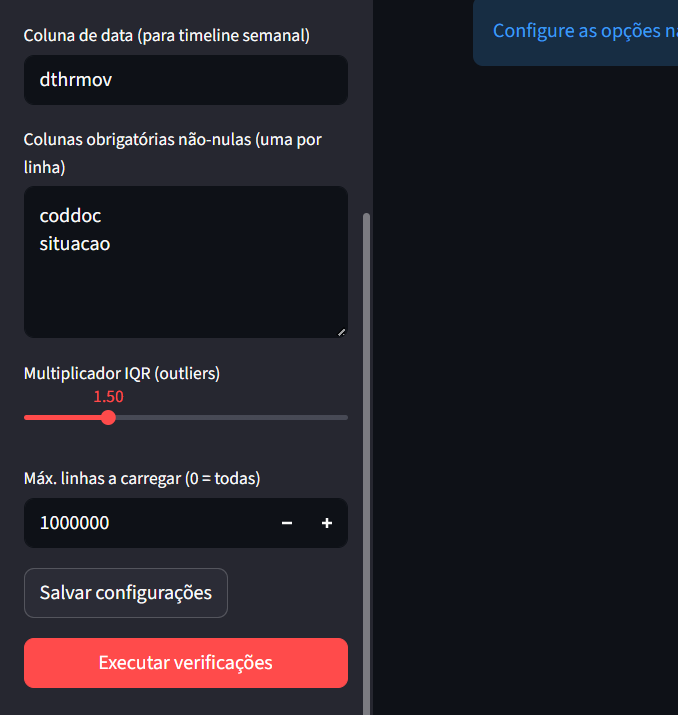 Coluna de data (para timeline semanal)
dthrmov
Colunas obrigatórias não-nulas (uma por
linha)
coddoc
situacao
Multiplicador IQR (outliers)
1.50
Máx. linhas a carregar (0 = todas)
1000000
Salvar configurações
Executar verificações
Configure as opções